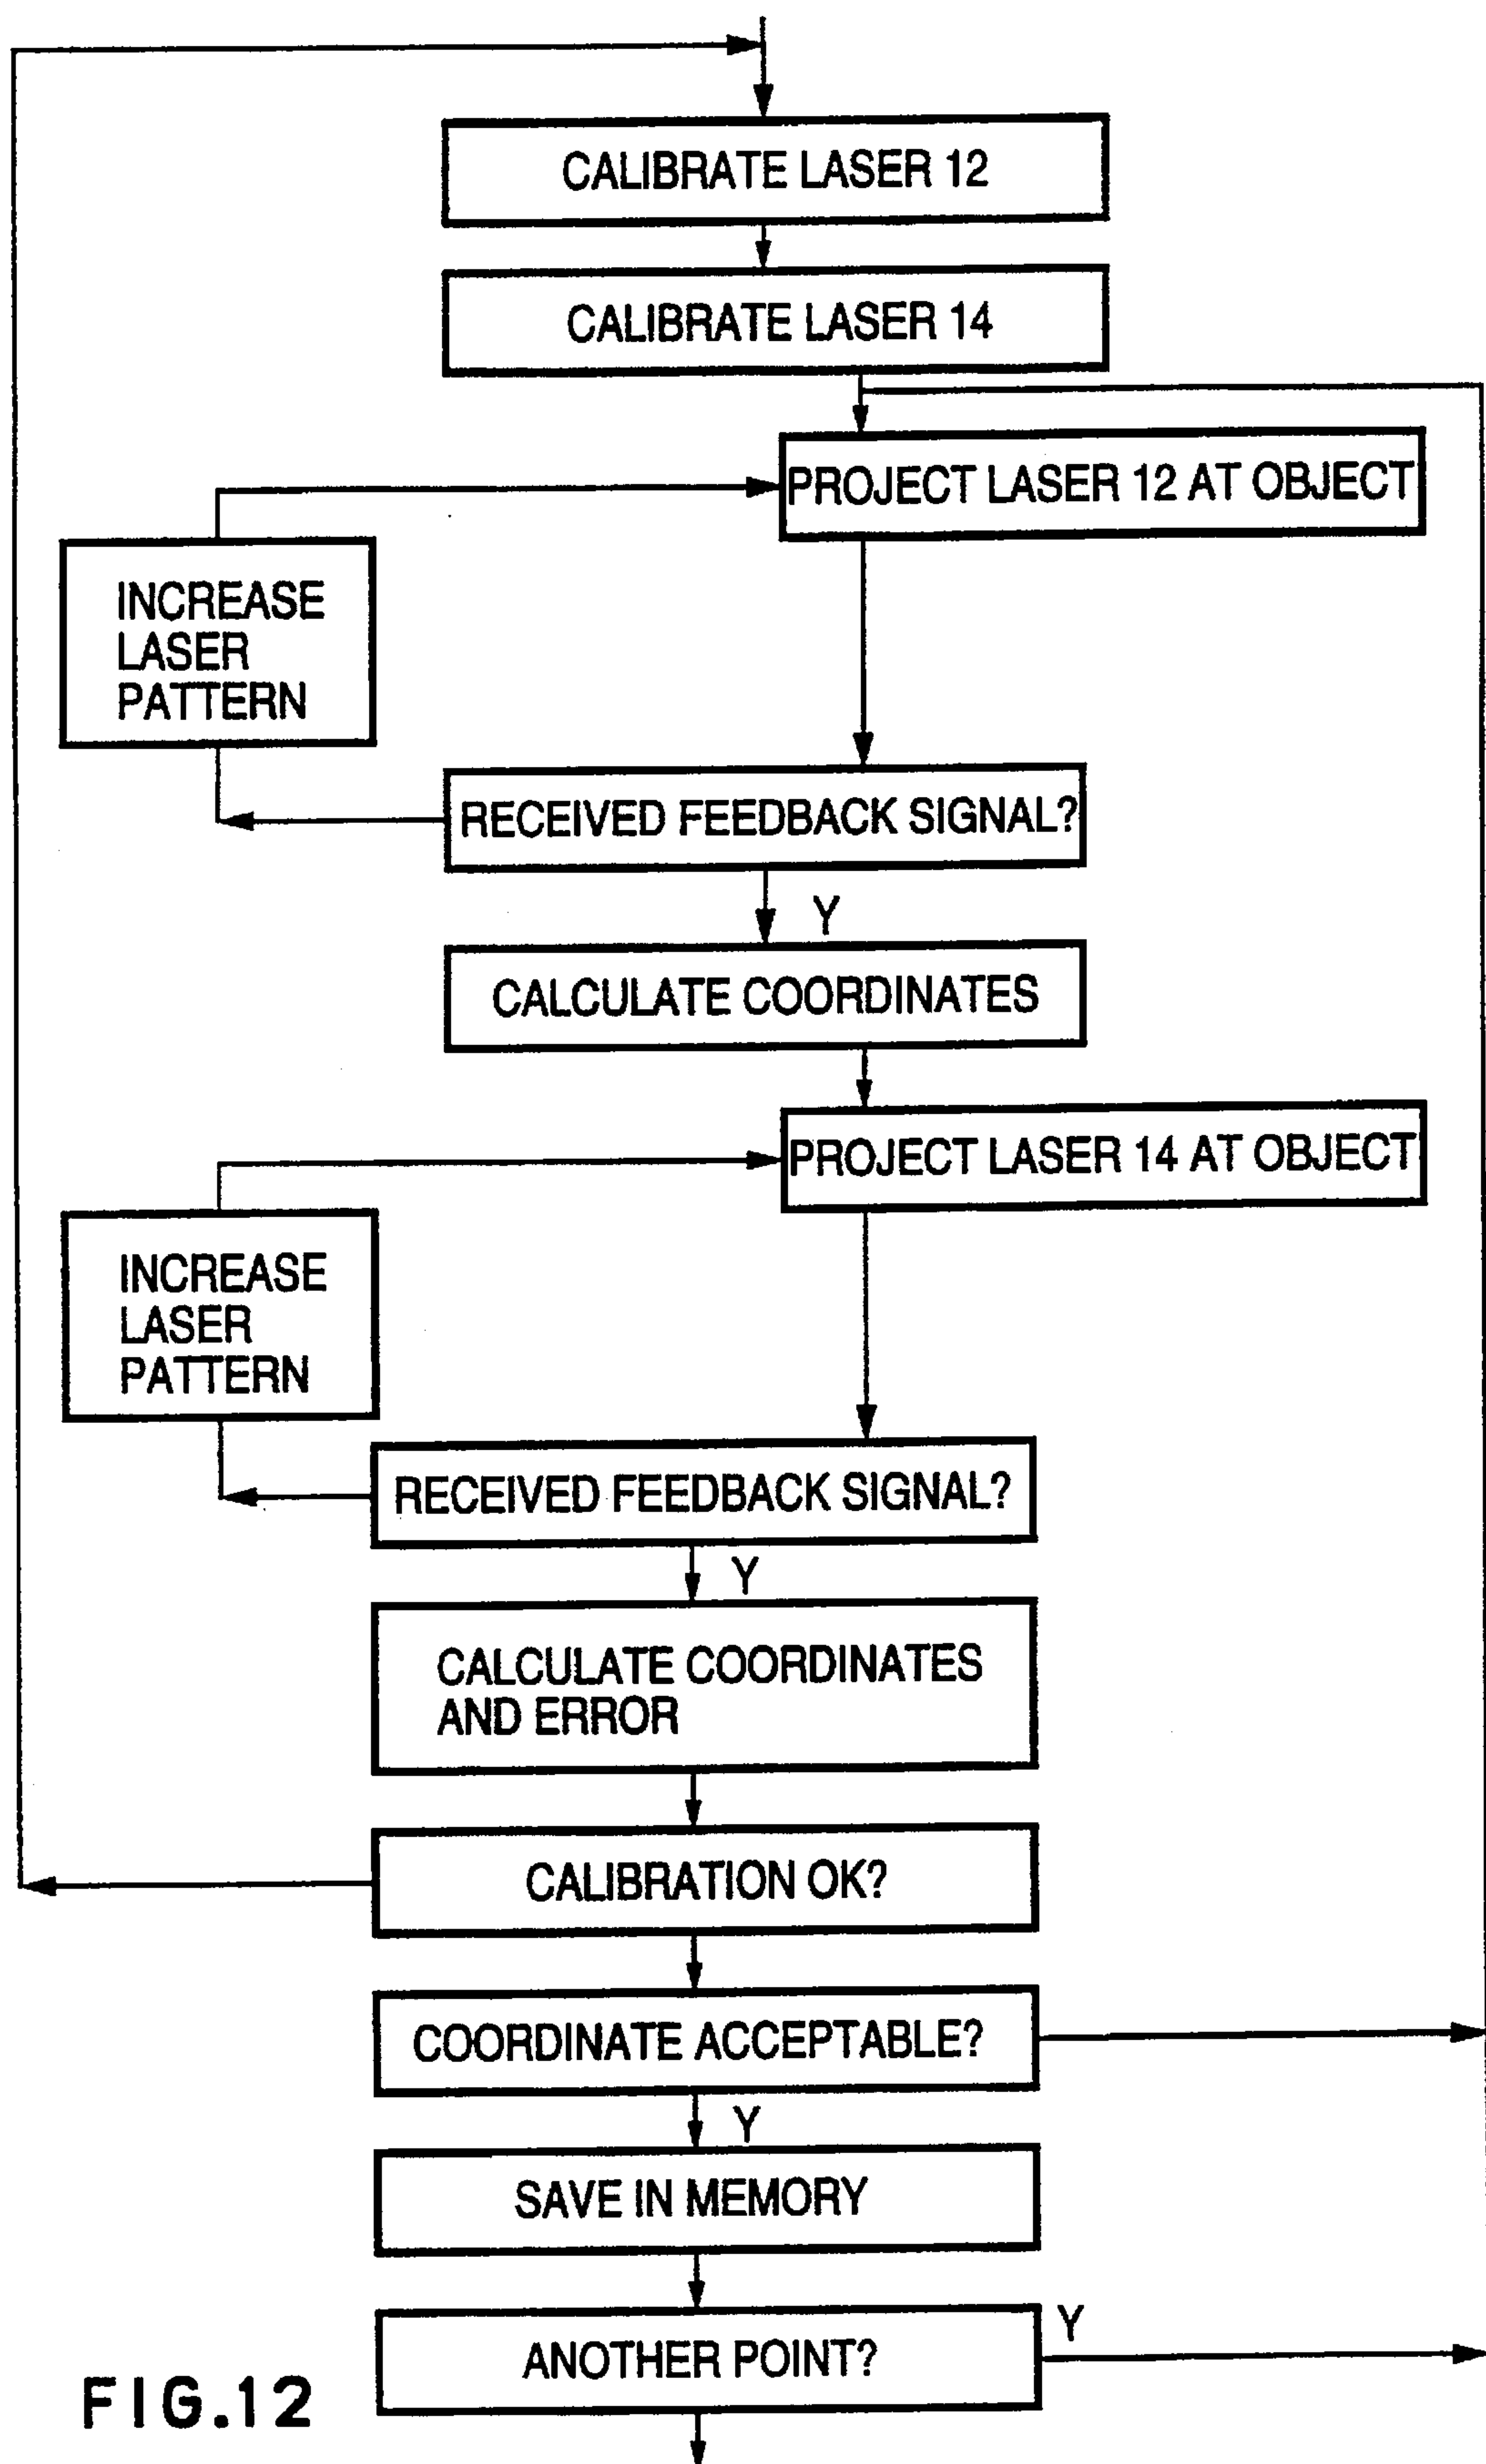 CALIBRATE LASER 12
CALIBRATE LASER 14
PROJECT LASER 12 AT OBJECT
INCREASE
LASER
PATTERN
RECEIVED FEEDBACK SIGNAL?
Y
CALCULATE COORDINATES
PROJECT LASER 14 AT OBJECT
INCREASE
LASER
PATTERN
RECEIVED FEEDBACK SIGNAL?
Y
CALCULATE COORDINATES
AND ERROR
CALIBRATION OK?
COORDINATE ACCEPTABLE?
Y
SAVE IN MEMORY
ANOTHER POINT?
Y
FIG.12